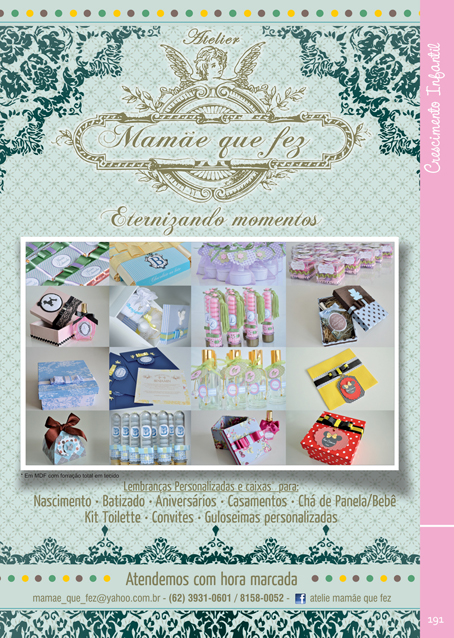 Atelier
Mamãe que fez
Eternizando momentos
Crescimento Infantil
* Em MDF com forração total em tecido
Lembranças Personalizadas e caixas para:
Nascimento · Batizado · Aniversários · Casamentos · Chá de Panela/Bebê
Kit Toilette · Convites · Guloseimas personalizadas
Atendemos com hora marcada
mamae_que_fez@yahoo.com.br - (62) 3931-0601 / 8158-0052 - f atelie mamãe que fez
191